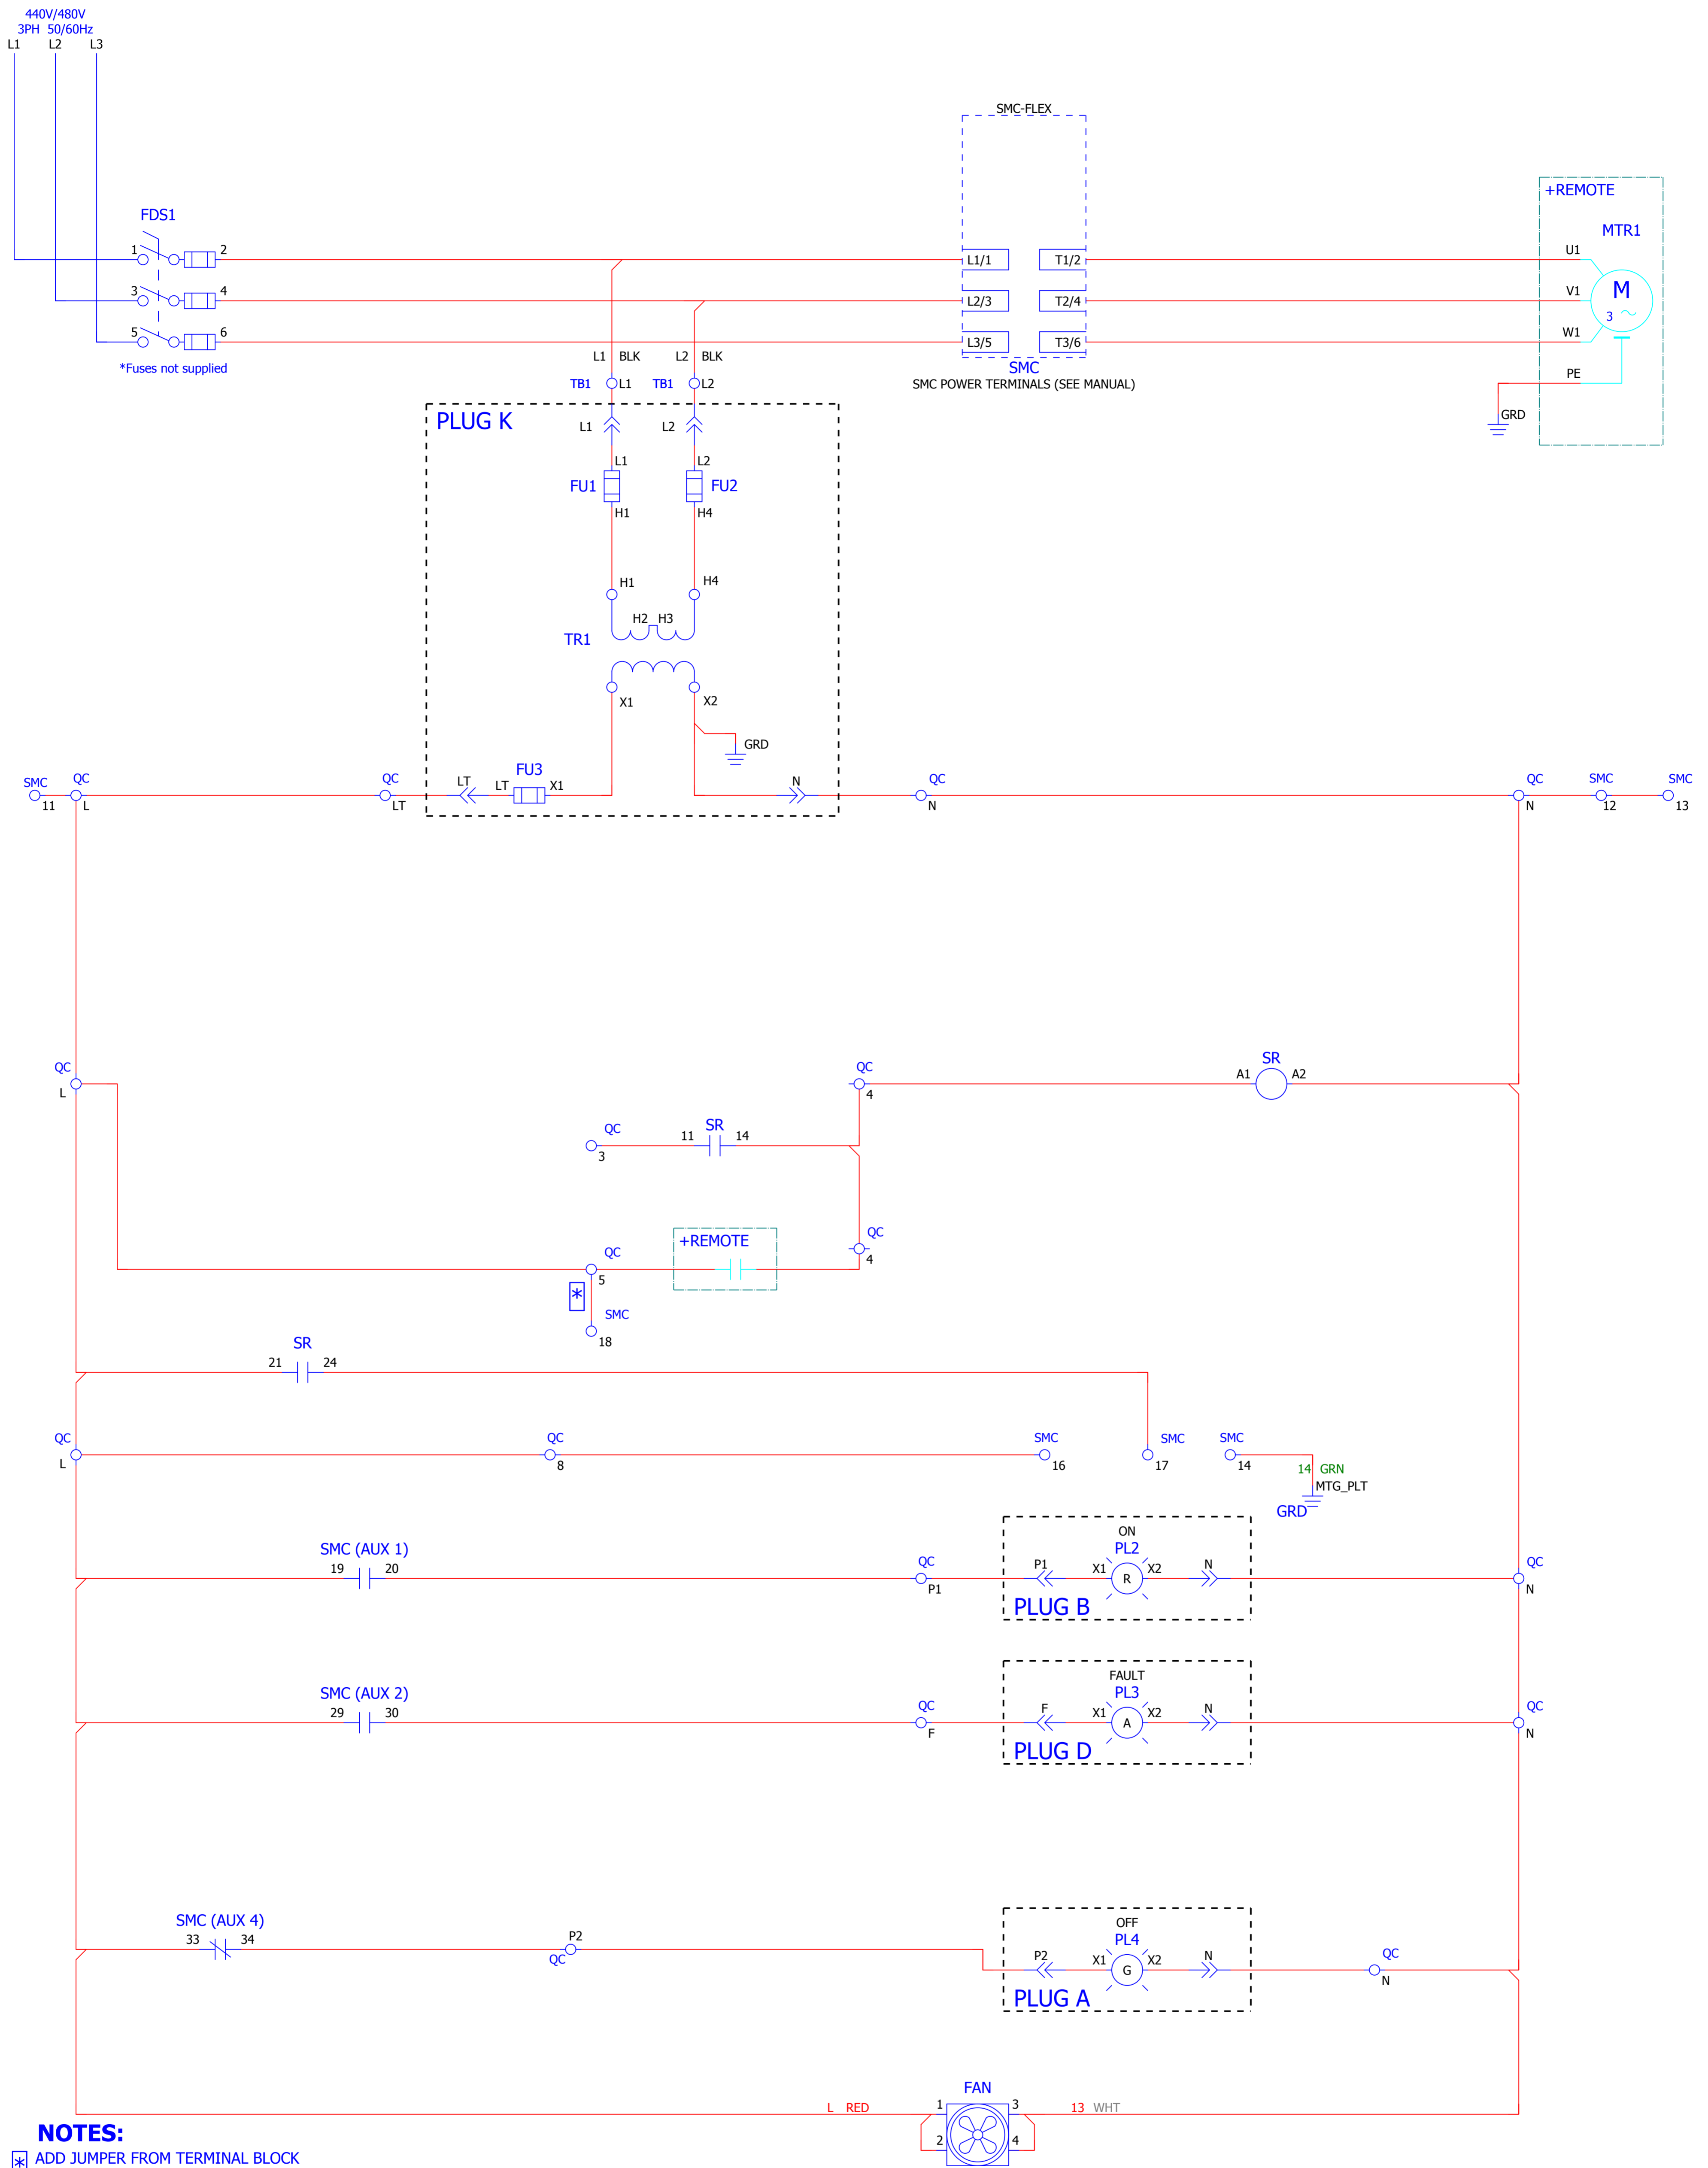 440V/480V
3PH 50/60Hz
L1 L2 L3
SMC-FLEX
+REMOTE
FDS1
MTR1
1 2
L1/1 T1/2
U1
3 4
L2/3 T2/4
V1
M
3
5 6
L3/5 T3/6
W1
*Fuses not supplied
L1 BLK L2 BLK
SMC
SMC POWER TERMINALS (SEE MANUAL)
PE
TB1 L1 TB1 L2
GRD
PLUG K
L1 L2
L1 L2
FU1 FU2
H1 H4
H1 H4
H2 H3
TR1
X1 X2
GRD
SMC QC QC LT LT FU3 X1 N QC QC SMC SMC
11 L LT N N 12 13
QC QC SR
L 4 A1 A2
QC 11 SR 14
3
+REMOTE
QC QC
5 4
*
SMC
18
SR
21 24
QC QC SMC SMC SMC
L 8 16 17 14
14 GRN
MTG_PLT
GRD
SMC (AUX 1)
19 20
QC
P1
ON
PL2
P1 X1 R X2 N
PLUG B
QC
N
SMC (AUX 2)
29 30
QC
F
FAULT
PL3
F X1 A X2 N
PLUG D
QC
N
SMC (AUX 4)
33 34
P2
QC
OFF
PL4
P2 X1 G X2 N
PLUG A
QC
N
FAN
L RED 1 3 13 WHT
2 4
NOTES:
* ADD JUMPER FROM TERMINAL BLOCK